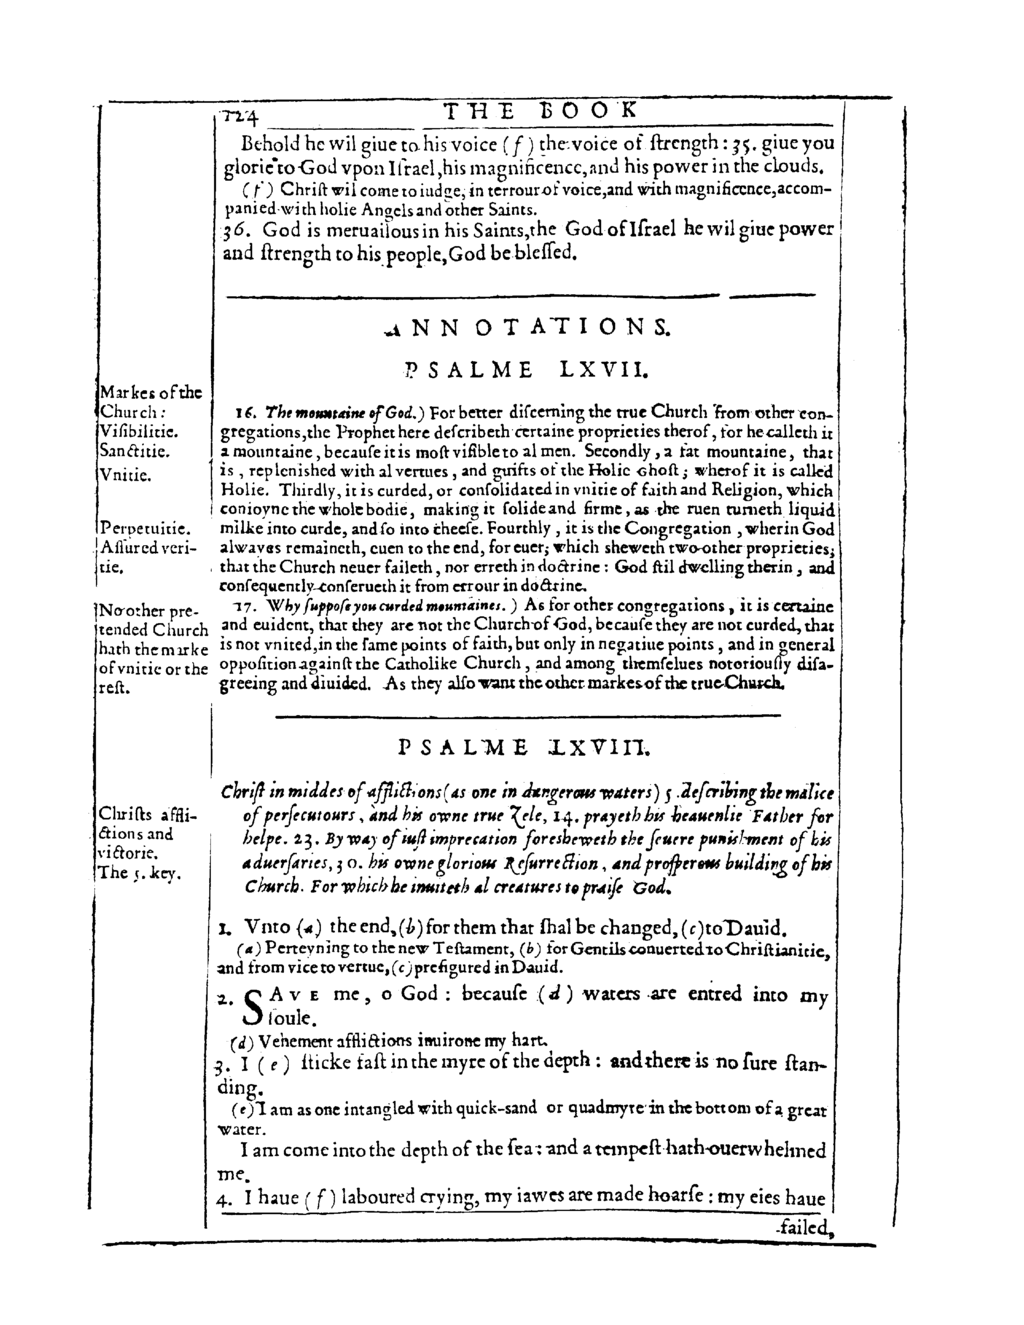 724 THE BOOK
Behold he wil giue to his voice (f) the voice of ſtrength: 35. giue you
glorie to God vpon Iſrael, his magnificence, and his power in the clouds.
(f) Chriſt wil come to iudge, in terrour of voice, and with magnificence, accom-
panied with holie Angels and other Saints.
36. God is meruailous in his Saints, the God of Iſrael he wil giue power
and ſtrength to his people, God be bleſſed.
ANNOTATIONS.
PSALME LXVII.
Markes of the
Church:
Viſibilitie.
Sanctitie.
Vnitie.
Perpetuitie.
Aſſured veri-
tie.
16. The mountaine of God.) For better diſcerning the true Church from other con-
gregations, the Prophet here deſcribeth certaine proprieties therof, for he calleth it
a mountaine, becauſe it is moſt viſible to al men. Secondly, a fat mountaine, that
is, replenished with al vertues, and guifts of the Holie Ghoſt; wherof it is called
Holie. Thirdly, it is curded, or conſolidated in vnitie of faith and Religion, which
conioyne the whole bodie, making it ſolide and firme, as the ruen turneth liquid
milke into curde, and ſo into cheeſe. Fourthly, it is the Congregation, wherin God
alwayes remaineth, euen to the end, for euer; which sheweth two other proprieties;
that the Church neuer faileth, nor erreth in doctrine: God ſtil dwelling therin, and
conſequently conſerueth it from errour in doctrine.
No other pre-
tended Church
hath the marke
of vnitie or the
reſt.
17. Why ſuppoſe you curded mountaines.) As for other congregations, it is certaine
and euident, that they are not the Church of God, becauſe they are not curded, that
is not vnited, in the ſame points of faith, but only in negatiue points, and in general
oppoſition againſt the Catholike Church, and among themſelues notoriouſly diſa-
greeing and diuided. As they alſo want the other markes of the true Church.
PSALME LXVIII.
Chriſts affli-
ctions and
victorie.
The 5. key.
Chriſt in middes of afflictions (as one in dangerous waters) 5. deſcribing the malice
of perſecutours, and his owne true Zele, 14. prayeth his heauenlie Father for
helpe. 23. By way of iuſt imprecation foresheweth the ſeuere punishment of his
aduerſaries, 30. his owne glorious Reſurrection, and proſperous building of his
Church. For which he inuiteth al creatures to praiſe God.
1. Vnto (a) the end, (b) for them that ſhal be changed, (c) to Dauid.
(a) Perteyning to the new Teſtament, (b) for Gentils conuerted to Chriſtianitie,
and from vice to vertue, (c) prefigured in Dauid.
2. SAVE me, o God: becauſe (d) waters are entred into my
ſoule.
(d) Vehement afflictions inuirone my hart.
3. I (e) ſticke faſt in the myre of the depth: and there is no ſure ſtan-
ding.
(e) I am as one intangled with quick-sand or quadmyre in the bottom of a great
water.
I am come into the depth of the ſea: and a tempeſt hath ouerwhelmed
me.
4. I haue (f) laboured crying, my iawes are made hoarſe: my eies haue
failed,